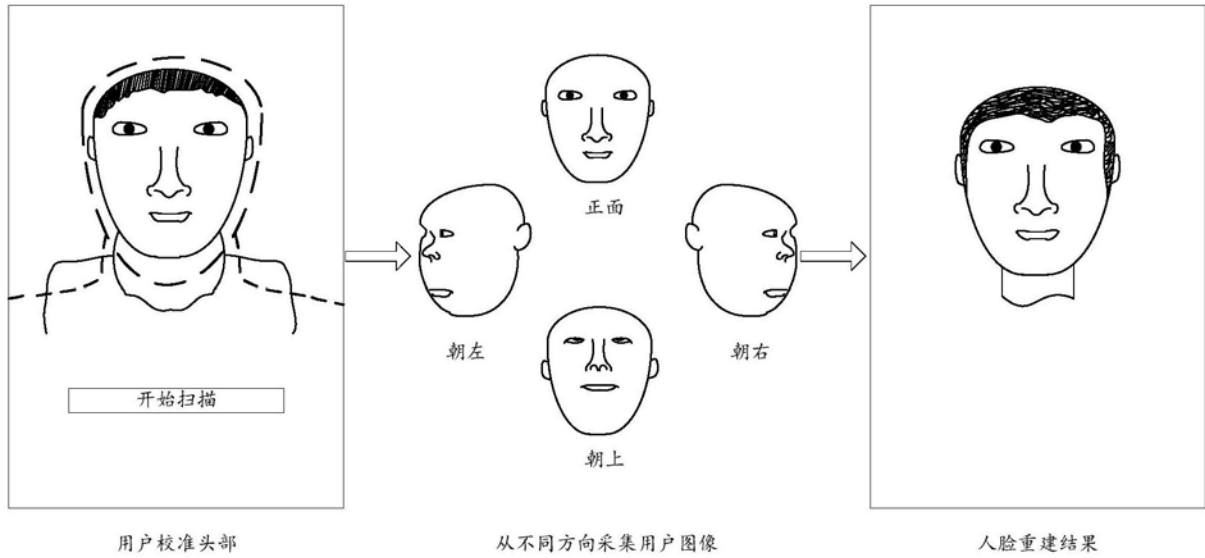 开始扫描
正面
朝左
朝右
朝上
用户校准头部
从不同方向采集用户图像
人脸重建结果